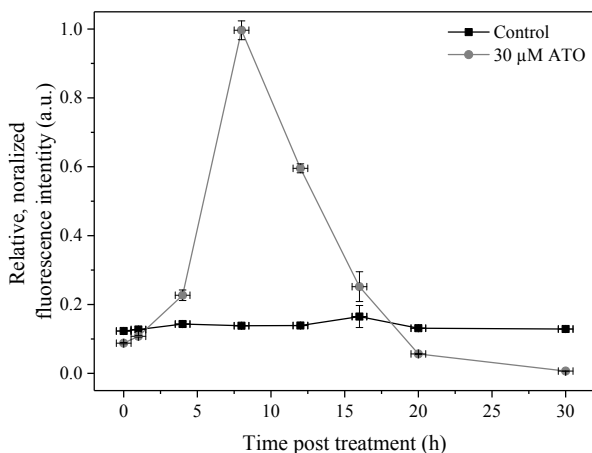 Relative, noralized
fluorescence intentity (a.u.)
1.0
0.8
0.6
0.4
0.2
0.0
Control
30 µM ATO
0 5 10 15 20 25 30
Time post treatment (h)